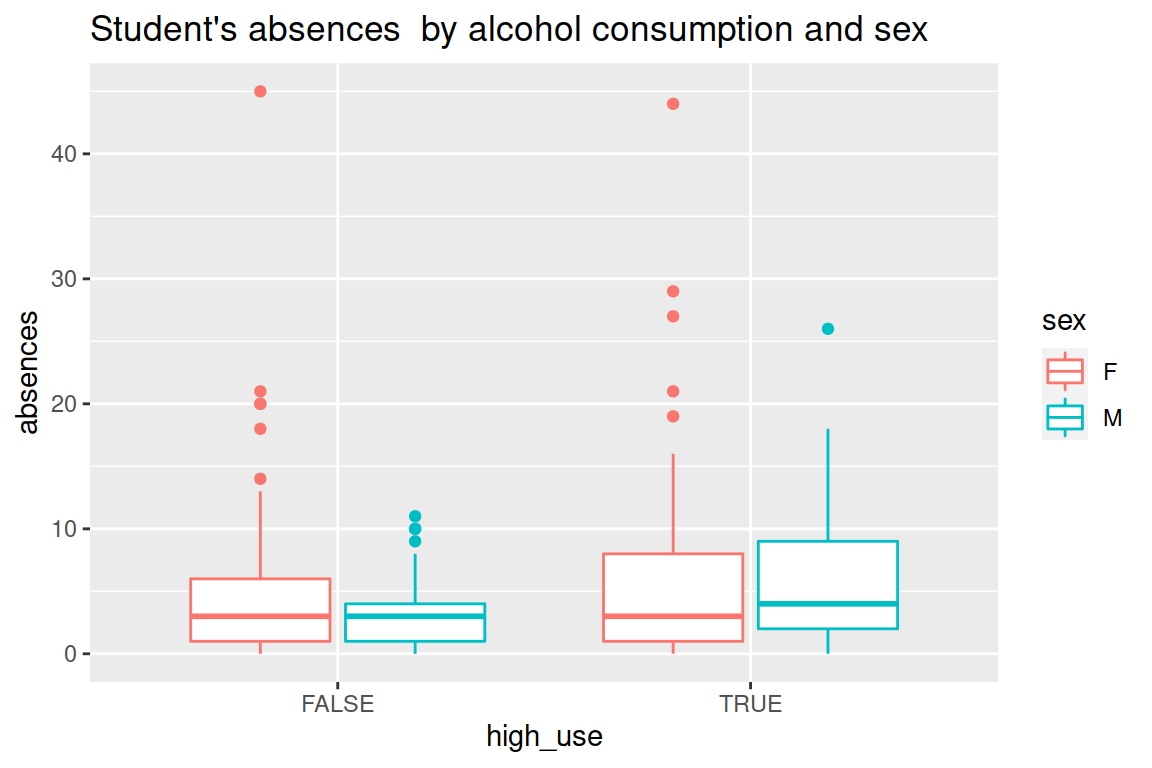 Student's absences  by alcohol consumption and sex
absences
40
30
20
10
0
FALSE
TRUE
high_use
sex
F
M